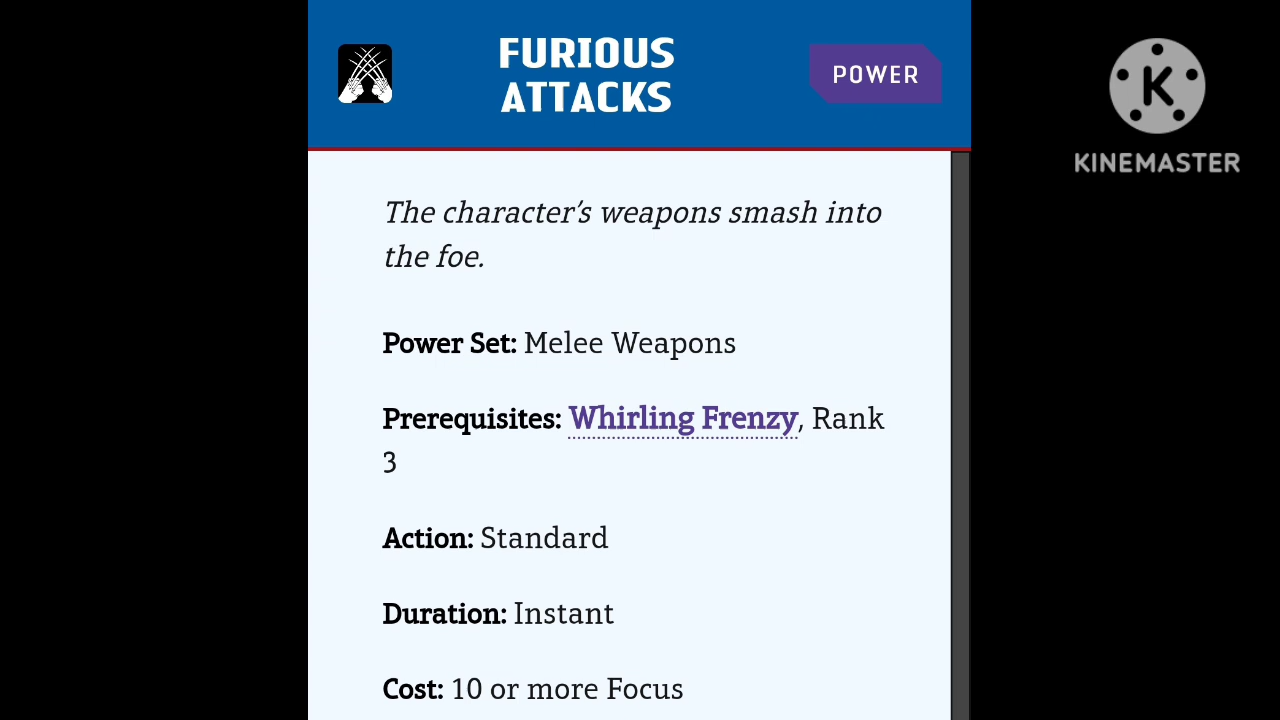 FURIOUS
ATTACKS
POWER
K
KINEMASTER
The character’s weapons smash into
the foe.
Power Set: Melee Weapons
Prerequisites: Whirling Frenzy, Rank
3
Action: Standard
Duration: Instant
Cost: 10 or more Focus